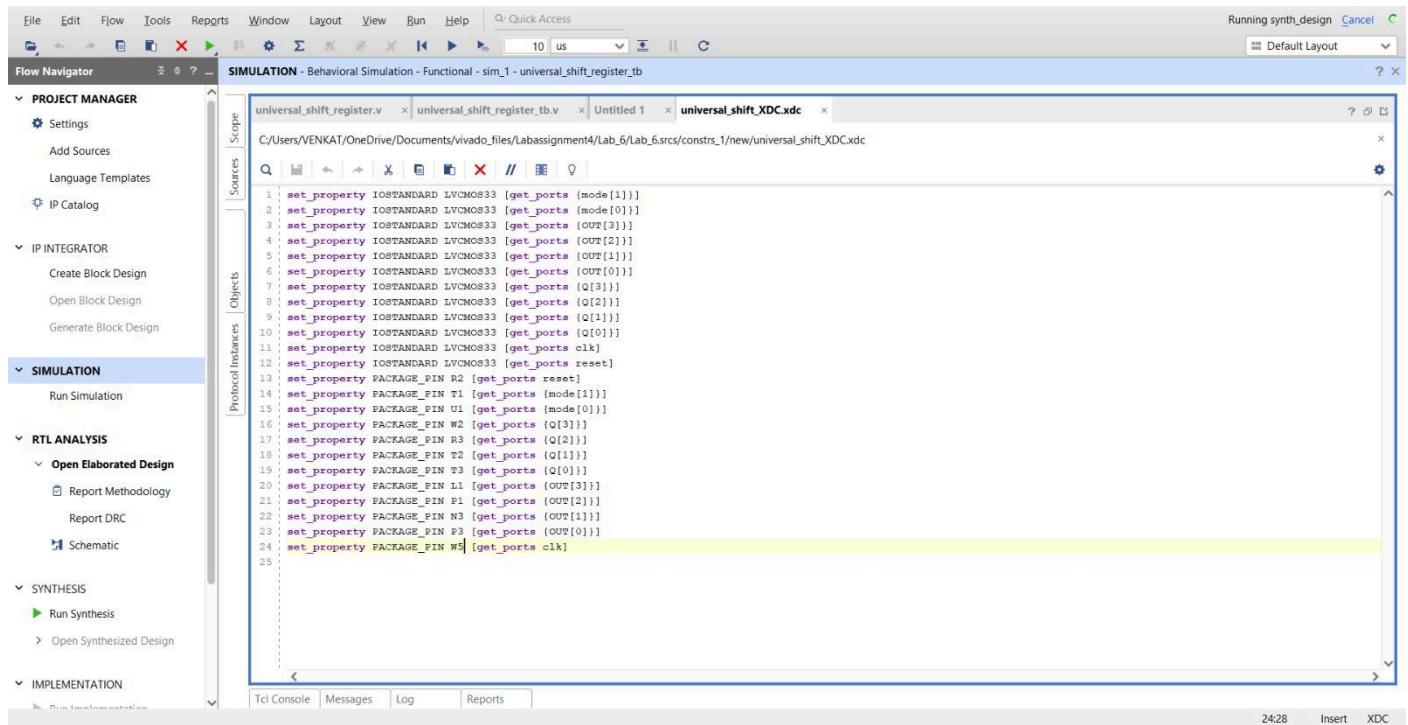 File Edit Flow Tools Reports Window Layout View Run Help Q- Quick Access Running synth_design Cancel
10 us Default Layout
Flow Navigator ? _ SIMULATION - Behavioral Simulation - Functional - sim_1 - universal_shift_register_tb ? ×
PROJECT MANAGER
Settings
Add Sources
Language Templates
IP Catalog
IP INTEGRATOR
Create Block Design
Open Block Design
Generate Block Design
SIMULATION
Run Simulation
RTL ANALYSIS
Open Elaborated Design
Report Methodology
Report DRC
Schematic
SYNTHESIS
Run Synthesis
Open Synthesized Design
IMPLEMENTATION
Run Implementation
Scope
Sources
Objects
Protocol Instances
universal_shift_register.v × universal_shift_register_tb.v × Untitled 1 × universal_shift_XDC.xdc × ?
C:/Users/VENKAT/OneDrive/Documents/vivado_files/Labassignment4/Lab_6/Lab_6.srcs/constrs_1/new/universal_shift_XDC.xdc ×
1 set_property IOSTANDARD LVCMOS33 [get_ports {mode[1]}]
2 set_property IOSTANDARD LVCMOS33 [get_ports {mode[0]}]
3 set_property IOSTANDARD LVCMOS33 [get_ports {OUT[3]}]
4 set_property IOSTANDARD LVCMOS33 [get_ports {OUT[2]}]
5 set_property IOSTANDARD LVCMOS33 [get_ports {OUT[1]}]
6 set_property IOSTANDARD LVCMOS33 [get_ports {OUT[0]}]
7 set_property IOSTANDARD LVCMOS33 [get_ports {Q[3]}]
8 set_property IOSTANDARD LVCMOS33 [get_ports {Q[2]}]
9 set_property IOSTANDARD LVCMOS33 [get_ports {Q[1]}]
10 set_property IOSTANDARD LVCMOS33 [get_ports {Q[0]}]
11 set_property IOSTANDARD LVCMOS33 [get_ports clk]
12 set_property IOSTANDARD LVCMOS33 [get_ports reset]
13 set_property PACKAGE_PIN R2 [get_ports reset]
14 set_property PACKAGE_PIN T1 [get_ports {mode[1]}]
15 set_property PACKAGE_PIN U1 [get_ports {mode[0]}]
16 set_property PACKAGE_PIN W2 [get_ports {Q[3]}]
17 set_property PACKAGE_PIN R3 [get_ports {Q[2]}]
18 set_property PACKAGE_PIN T2 [get_ports {Q[1]}]
19 set_property PACKAGE_PIN T3 [get_ports {Q[0]}]
20 set_property PACKAGE_PIN L1 [get_ports {OUT[3]}]
21 set_property PACKAGE_PIN P1 [get_ports {OUT[2]}]
22 set_property PACKAGE_PIN N3 [get_ports {OUT[1]}]
23 set_property PACKAGE_PIN P3 [get_ports {OUT[0]}]
24 set_property PACKAGE_PIN W5 [get_ports clk]
25
Tcl Console Messages Log Reports
24:28 Insert XDC